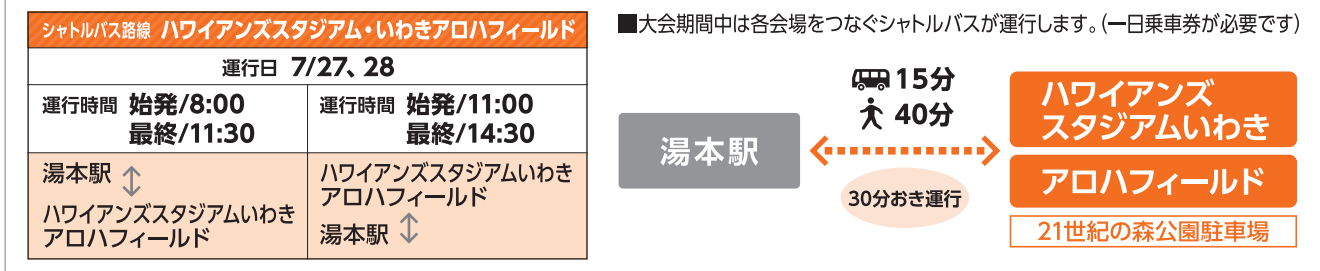 シャトルバス路線 ハワイアンズスタジアム・いわきアロハフィールド
運行日 7/27、28
運行時間 始発/8:00
最終/11:30
運行時間 始発/11:00
最終/14:30
湯本駅
ハワイアンズスタジアムいわき
アロハフィールド
ハワイアンズスタジアムいわき
アロハフィールド
湯本駅
■大会期間中は各会場をつなぐシャトルバスが運行します。(一日乗車券が必要です)
15分
40分
湯本駅
30分おき運行
ハワイアンズ
スタジアムいわき
アロハフィールド
21世紀の森公園駐車場